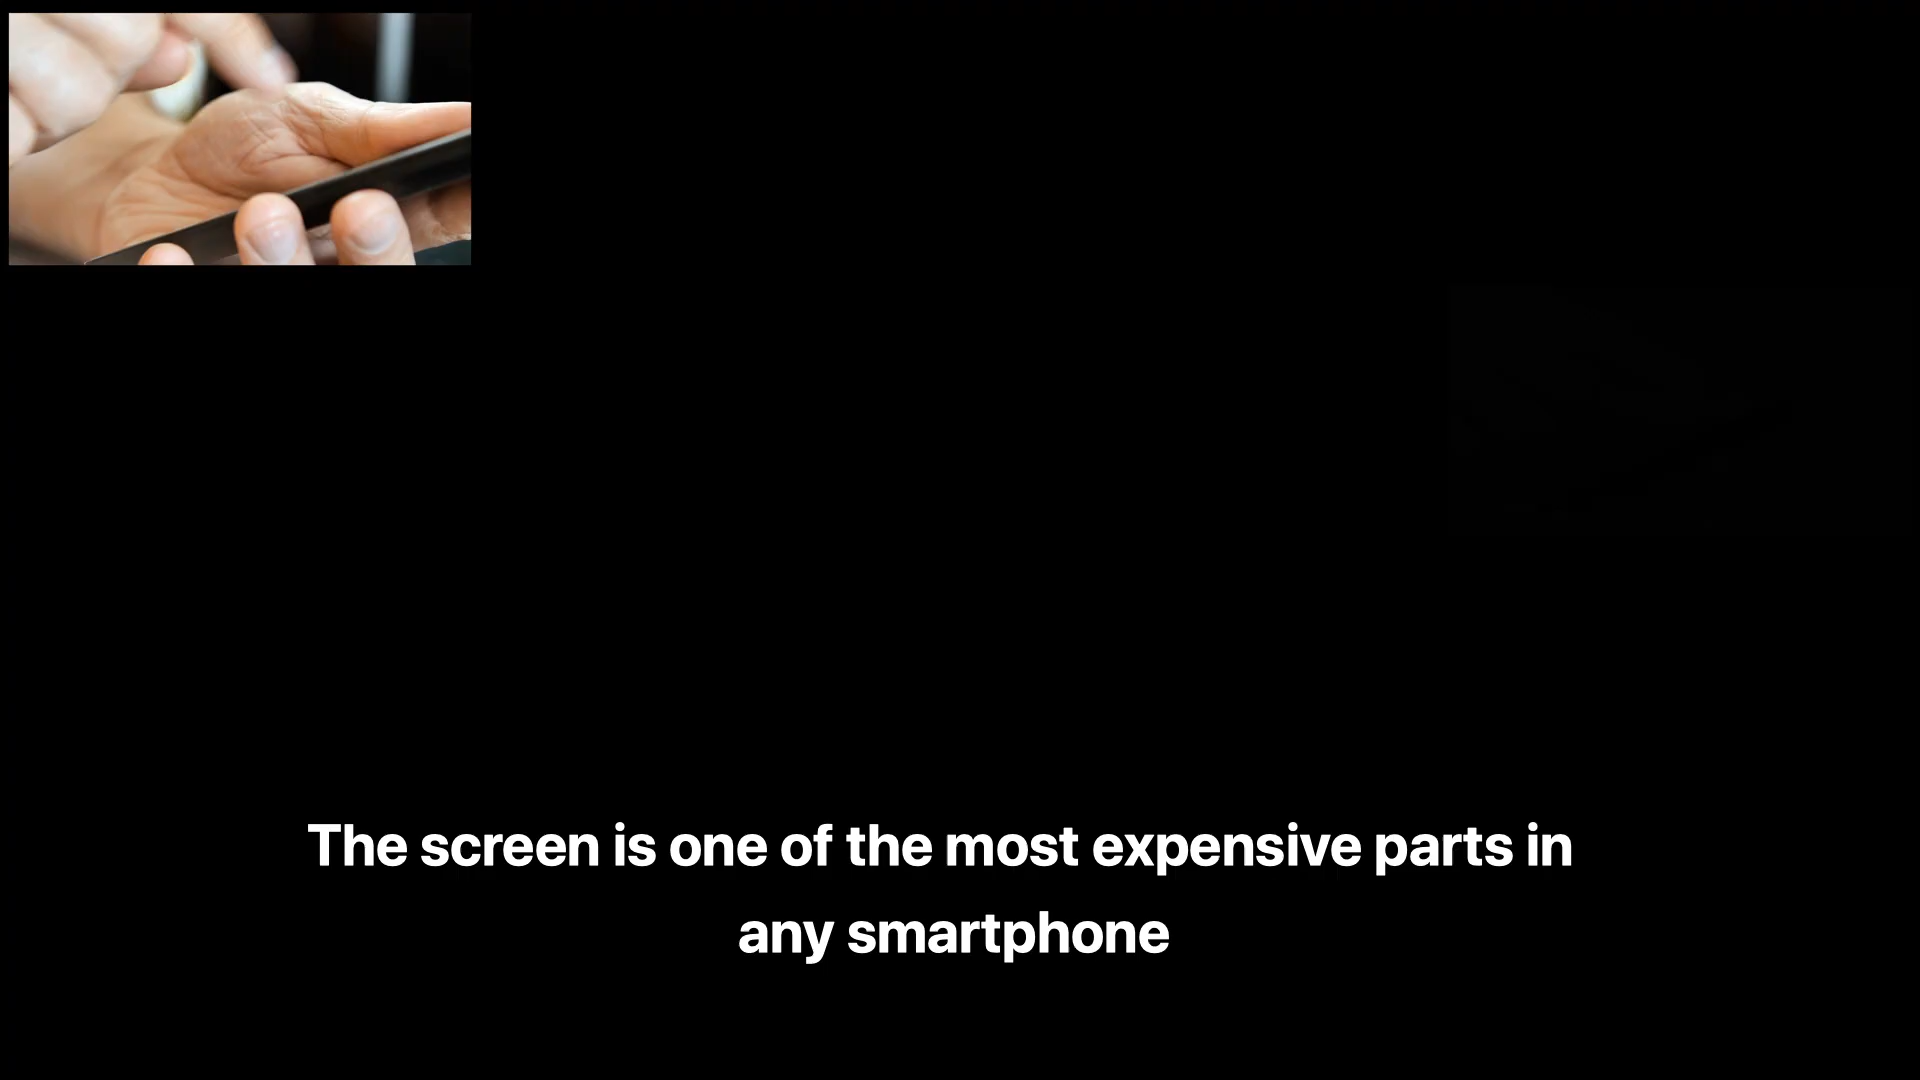 The screen is one of the most expensive parts in
any smartphone